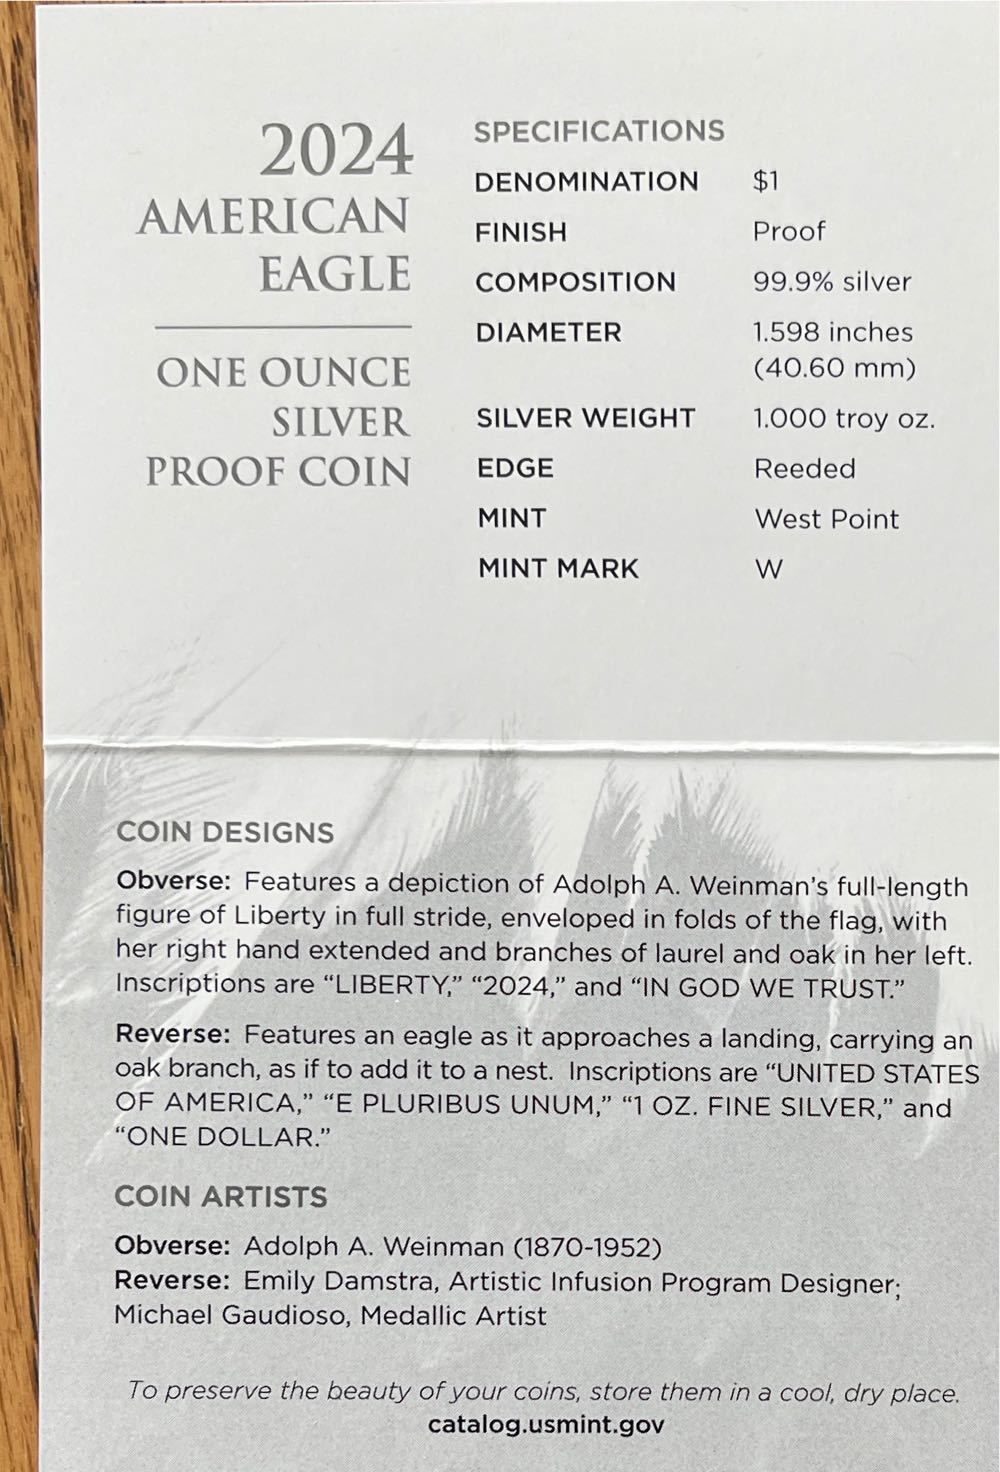 2024
AMERICAN
EAGLE
ONE OUNCE
SILVER
PROOF COIN
SPECIFICATIONS
DENOMINATION $1
FINISH Proof
COMPOSITION 99.9% silver
DIAMETER 1.598 inches
(40.60 mm)
SILVER WEIGHT 1.000 troy oz.
EDGE Reeded
MINT West Point
MINT MARK W
COIN DESIGNS
Obverse: Features a depiction of Adolph A. Weinman's full-length
figure of Liberty in full stride, enveloped in folds of the flag, with
her right hand extended and branches of laurel and oak in her left.
Inscriptions are “LIBERTY,” “2024,” and “IN GOD WE TRUST.”
Reverse: Features an eagle as it approaches a landing, carrying an
oak branch, as if to add it to a nest. Inscriptions are “UNITED STATES
OF AMERICA,” “E PLURIBUS UNUM,” “1 OZ. FINE SILVER,” and
“ONE DOLLAR.”
COIN ARTISTS
Obverse: Adolph A. Weinman (1870-1952)
Reverse: Emily Damstra, Artistic Infusion Program Designer;
Michael Gaudioso, Medallic Artist
To preserve the beauty of your coins, store them in a cool, dry place.
catalog.usmint.gov